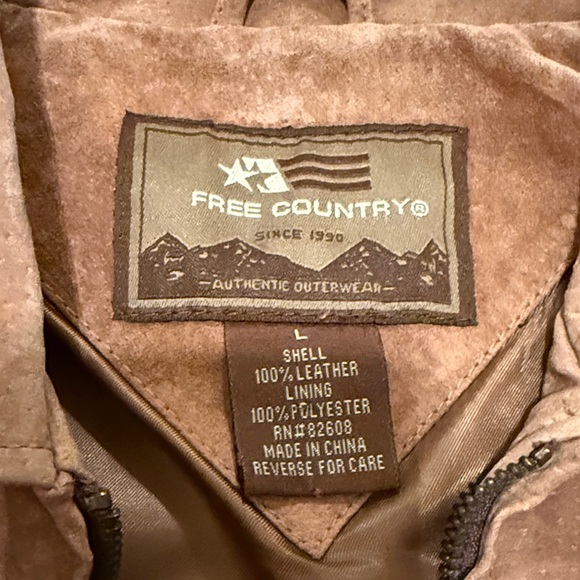 FREE COUNTRY®
SINCE 1990
—AUTHENTIC OUTERWEAR—
L
SHELL
100% LEATHER
LINING
100% POLYESTER
RN#82608
MADE IN CHINA
REVERSE FOR CARE